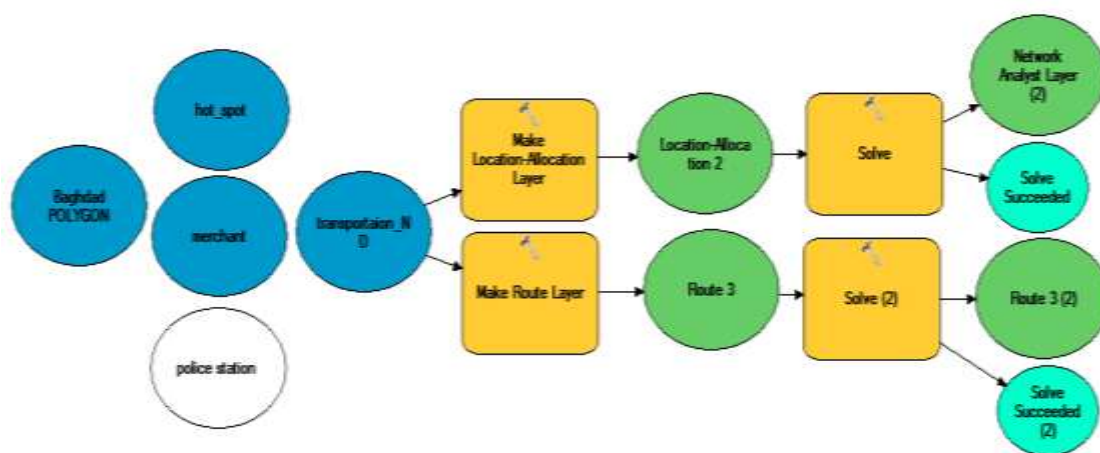 hot_spot
Baghdad
POLYGON
merchant
police station
transportaion_N
D
Make
Location-Allocation
Layer
Location-Alloca
tion 2
Solve
Network
Analyst Layer
(2)
Solve
Succeeded
Make Route Layer
Route 3
Solve (2)
Route 3 (2)
Solve
Succeeded
(2)